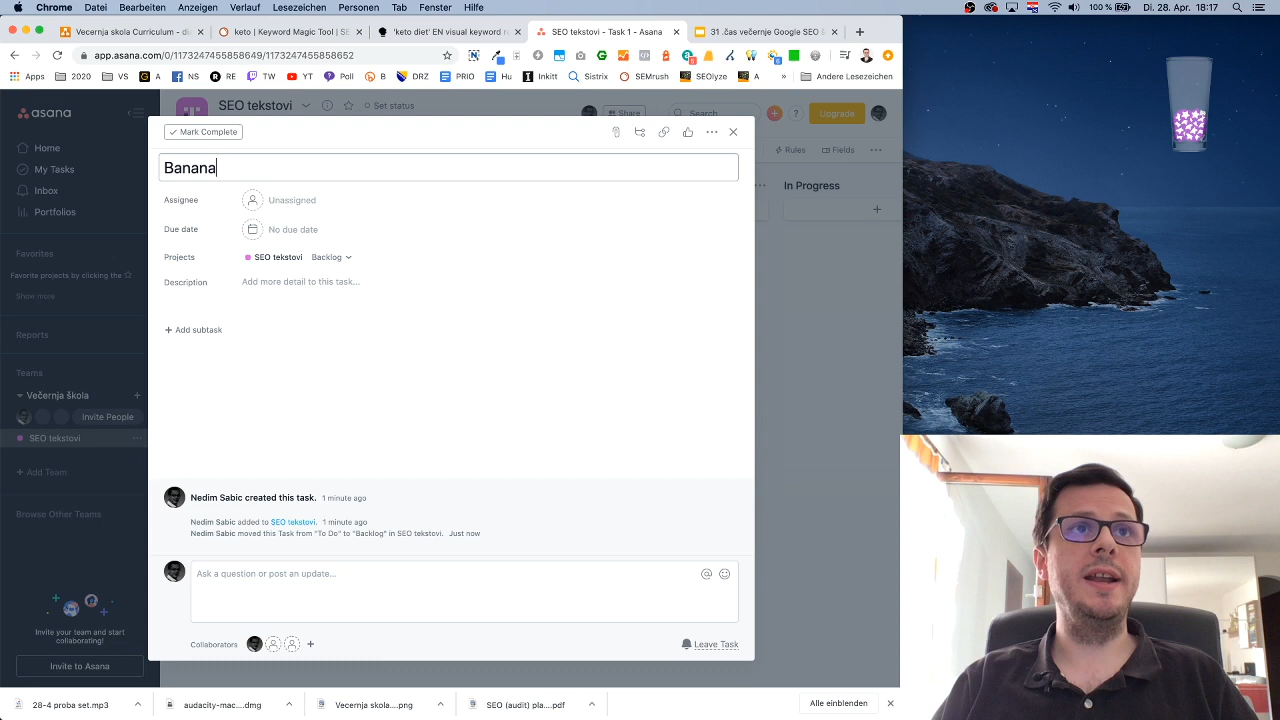 Chrome Datei Bearbeiten Anzeigen Verlauf Lesezeichen Personen Tab Fenster Hilfe
100 % Di. 28. Apr. 18:17
Vecernja skola Curriculum - du
keto | Keyword Magic Tool | SE
'keto diet' EN visual keyword r
SEO tekstovi - Task 1 - Asana
31 .čas večernje Google SEO Š
app.asana.com/0/1173247455858649/1173247455858652
Apps 2020 VS A NS RE TW YT Poll B DRZ PRIO Hu Inkitt Sistrix SEMrush SEOlyze A » Andere Lesezeichen
asana
SEO tekstovi Set status
Share Search Upgrade
Mark Complete
Rules Fields
Banana
Home
My Tasks
Inbox
Portfolios
In Progress
Assignee Unassigned
Due date No due date
Projects SEO tekstovi Backlog
Description Add more detail to this task...
Favorites
Favorite projects by clicking the
Show more
+ Add subtask
Reports
Teams
Večernja škola
Invite People
SEO tekstovi
+ Add Team
Browse Other Teams
Nedim Sabic created this task. 1 minute ago
Nedim Sabic added to SEO tekstovi. 1 minute ago
Nedim Sabic moved this Task from "To Do" to "Backlog" in SEO tekstovi. Just now
Ask a question or post an update...
Collaborators
Leave Task
Invite your team and start
collaborating!
Invite to Asana
28-4 proba set.mp3
audacity-mac....dmg
Vecernja skola....png
SEO (audit) pla....pdf
Alle einblenden